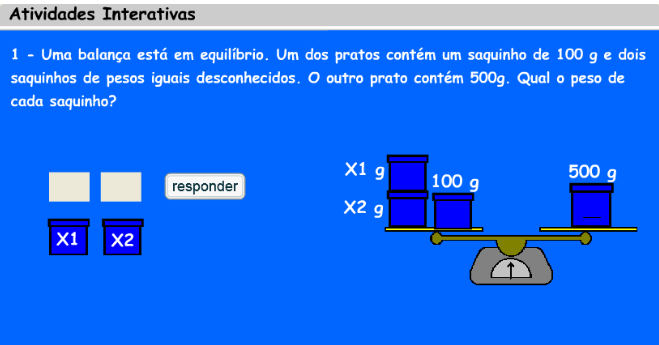 Atividades Interativas
1 - Uma balança está em equilíbrio. Um dos pratos contém um saquinho de 100 g e dois
saquinhos de pesos iguais desconhecidos. O outro prato contém 500g. Qual o peso de
cada saquinho?
X1 g
100 g
500 g
responder
X2 g
X1 X2